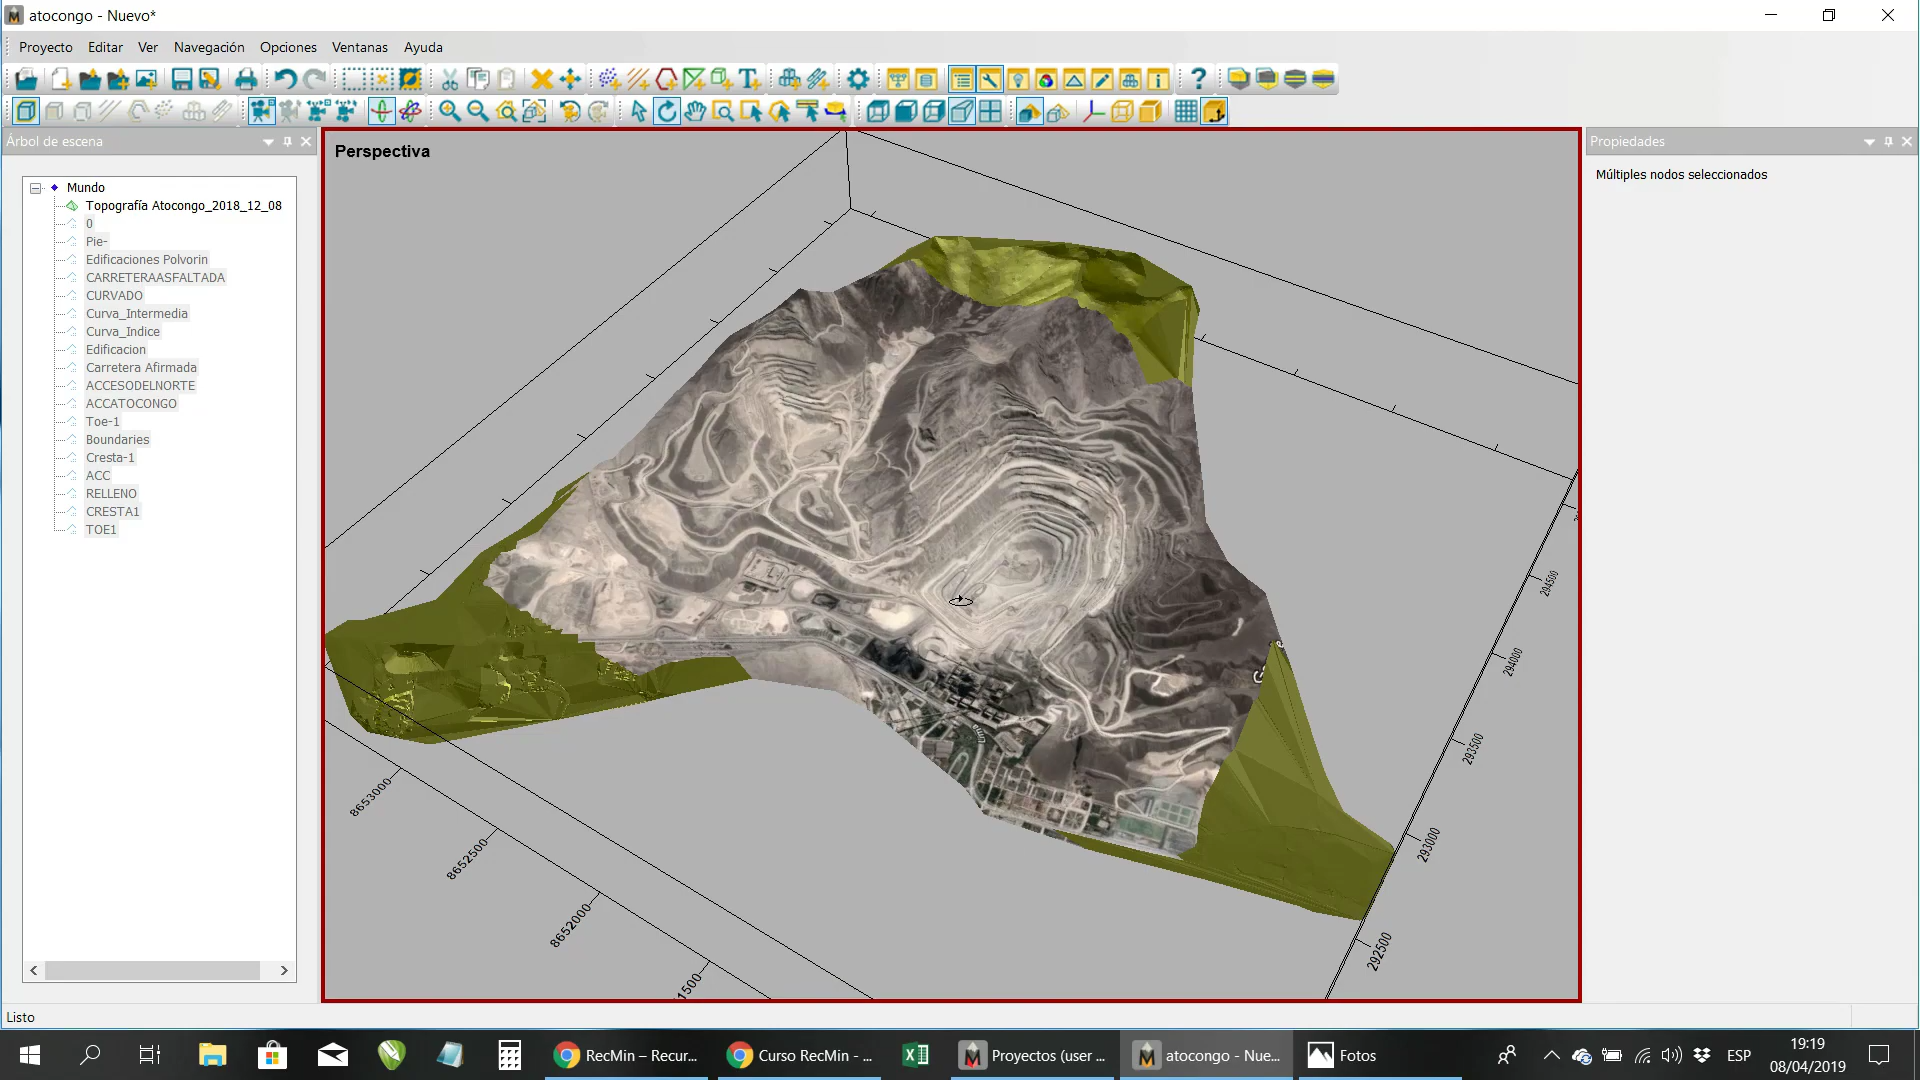 atocongo - Nuevo*
Proyecto Editar Ver Navegación Opciones Ventanas Ayuda
Árbol de escena
Mundo
Topografía Atocongo_2018_12_08
0
Pie-
Edificaciones Polvorin
CARRETERAASFALTADA
CURVADO
Curva_Intermedia
Curva_Indice
Edificacion
Carretera Afirmada
ACCESODELNORTE
ACCATOCONGO
Toe-1
Boundaries
Cresta-1
ACC
RELLENO
CRESTA1
TOE1
Perspectiva
294500
294000
293500
293000
292500
8653000
8652500
8652000
1500
Lima
Propiedades
Múltiples nodos seleccionados
Listo
RecMin – Recur...
Curso RecMin - ...
Proyectos (user ...
atocongo - Nue...
Fotos
ESP
19:19
08/04/2019